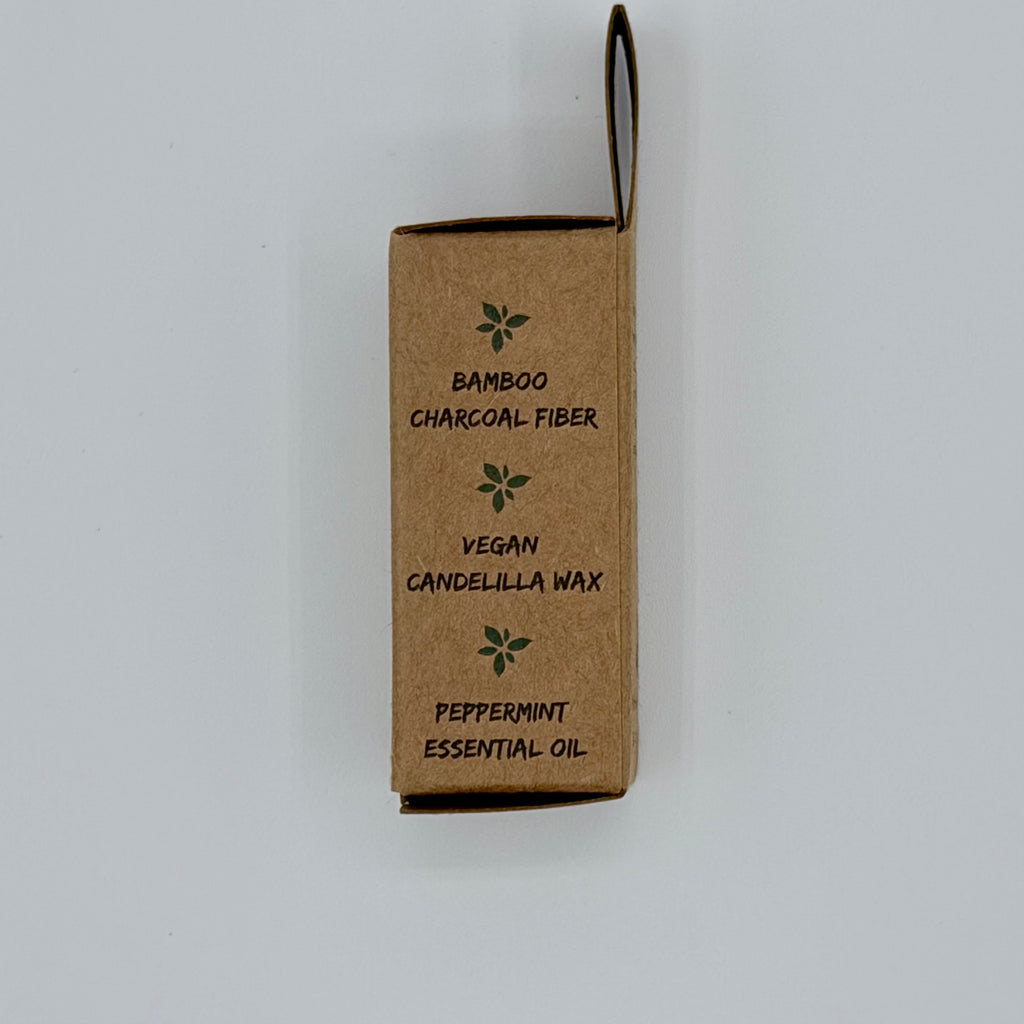 BAMBOO
CHARCOAL FIBER
VEGAN
CANDELILLA WAX
PEPPERMINT
ESSENTIAL OIL